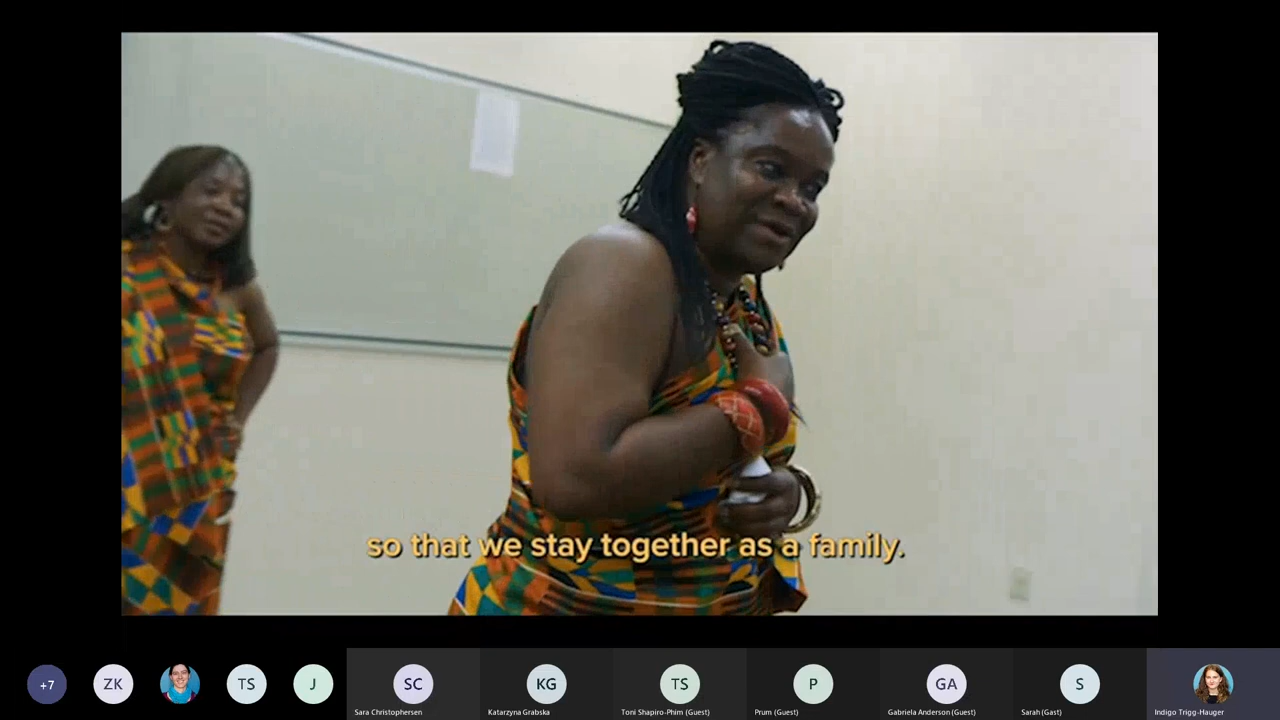 so that we stay together as a family.
+7
ZK
TS
J
SC
KG
TS
P
GA
S
Sara Christophersen
Katarzyna Grabska
Toni Shapiro-Phim (Guest)
Prum (Guest)
Gabriela Anderson (Guest)
Sarah (Gast)
Indigo Trigg-Hauger